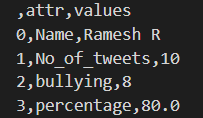 ,attr,values
0,Name,Ramesh R
1,No_of_tweets,10
2,bullying,8
3,percentage,80.0